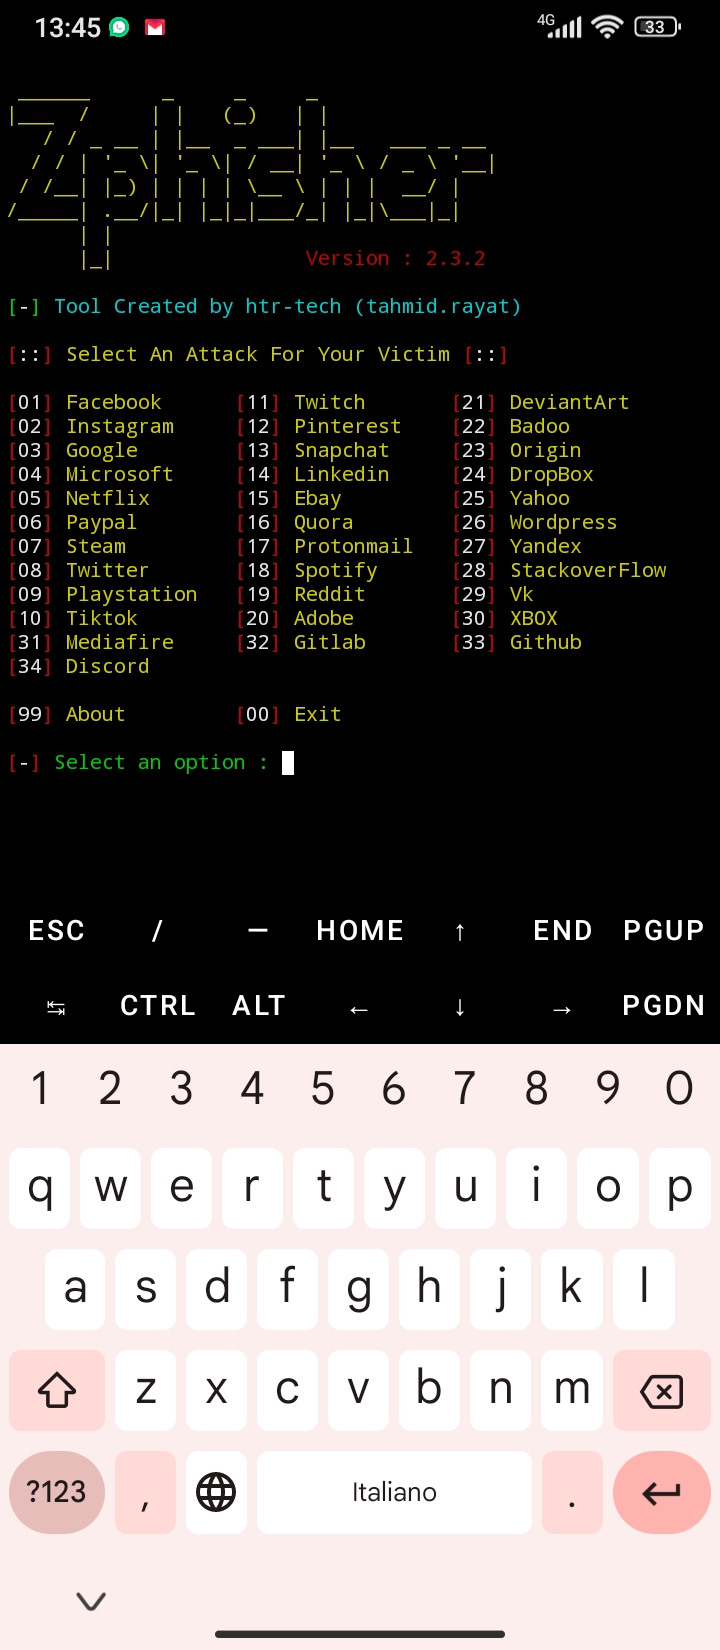 13:45 4G 33
Zphisher
Version : 2.3.2
[-] Tool Created by htr-tech (tahmid.rayat)
[::] Select An Attack For Your Victim [::]
[01] Facebook [11] Twitch [21] DeviantArt
[02] Instagram [12] Pinterest [22] Badoo
[03] Google [13] Snapchat [23] Origin
[04] Microsoft [14] Linkedin [24] DropBox
[05] Netflix [15] Ebay [25] Yahoo
[06] Paypal [16] Quora [26] Wordpress
[07] Steam [17] Protonmail [27] Yandex
[08] Twitter [18] Spotify [28] StackoverFlow
[09] Playstation [19] Reddit [29] Vk
[10] Tiktok [20] Adobe [30] XBOX
[31] Mediafire [32] Gitlab [33] Github
[34] Discord
[99] About [00] Exit
[-] Select an option :
ESC / — HOME ↑ END PGUP
↹ CTRL ALT ← ↓ → PGDN
1 2 3 4 5 6 7 8 9 0
q w e r t y u i o p
a s d f g h j k l
z x c v b n m
?123 , Italiano .